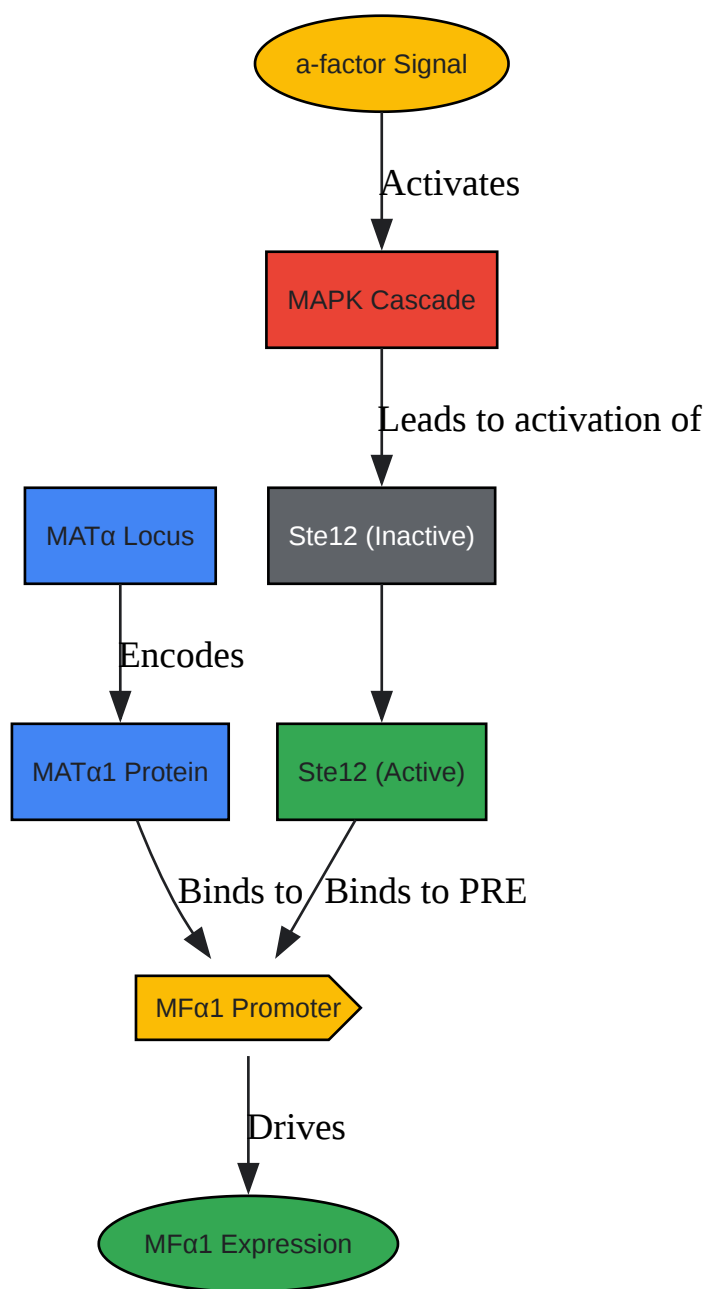 a-factor Signal
Activates
MAPK Cascade
Leads to activation of
MATα Locus
Ste12 (Inactive)
Encodes
MATα1 Protein
Ste12 (Active)
Binds to
Binds to PRE
MFα1 Promoter
Drives
MFα1 Expression